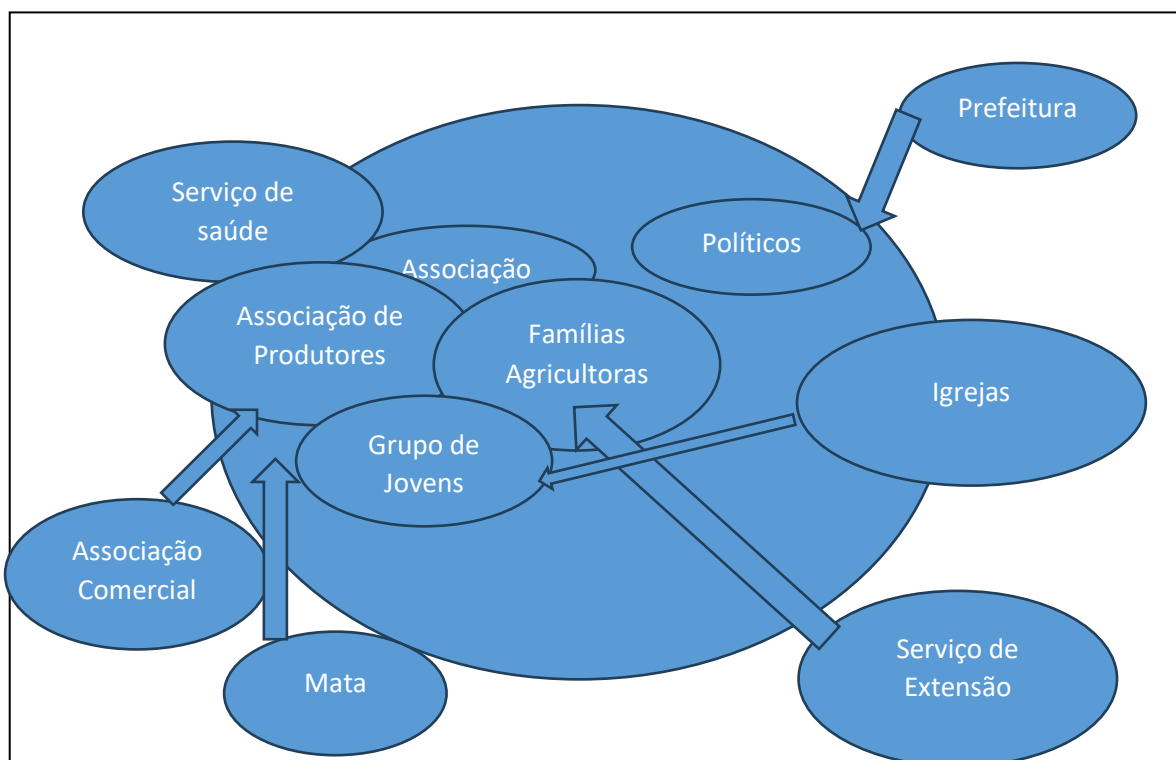 Prefeitura
Serviço de
saúde
Políticos
Associação
Associação de
Produtores
Famílias
Agricultoras
Igrejas
Grupo de
Jovens
Associação
Comercial
Serviço de
Extensão
Mata